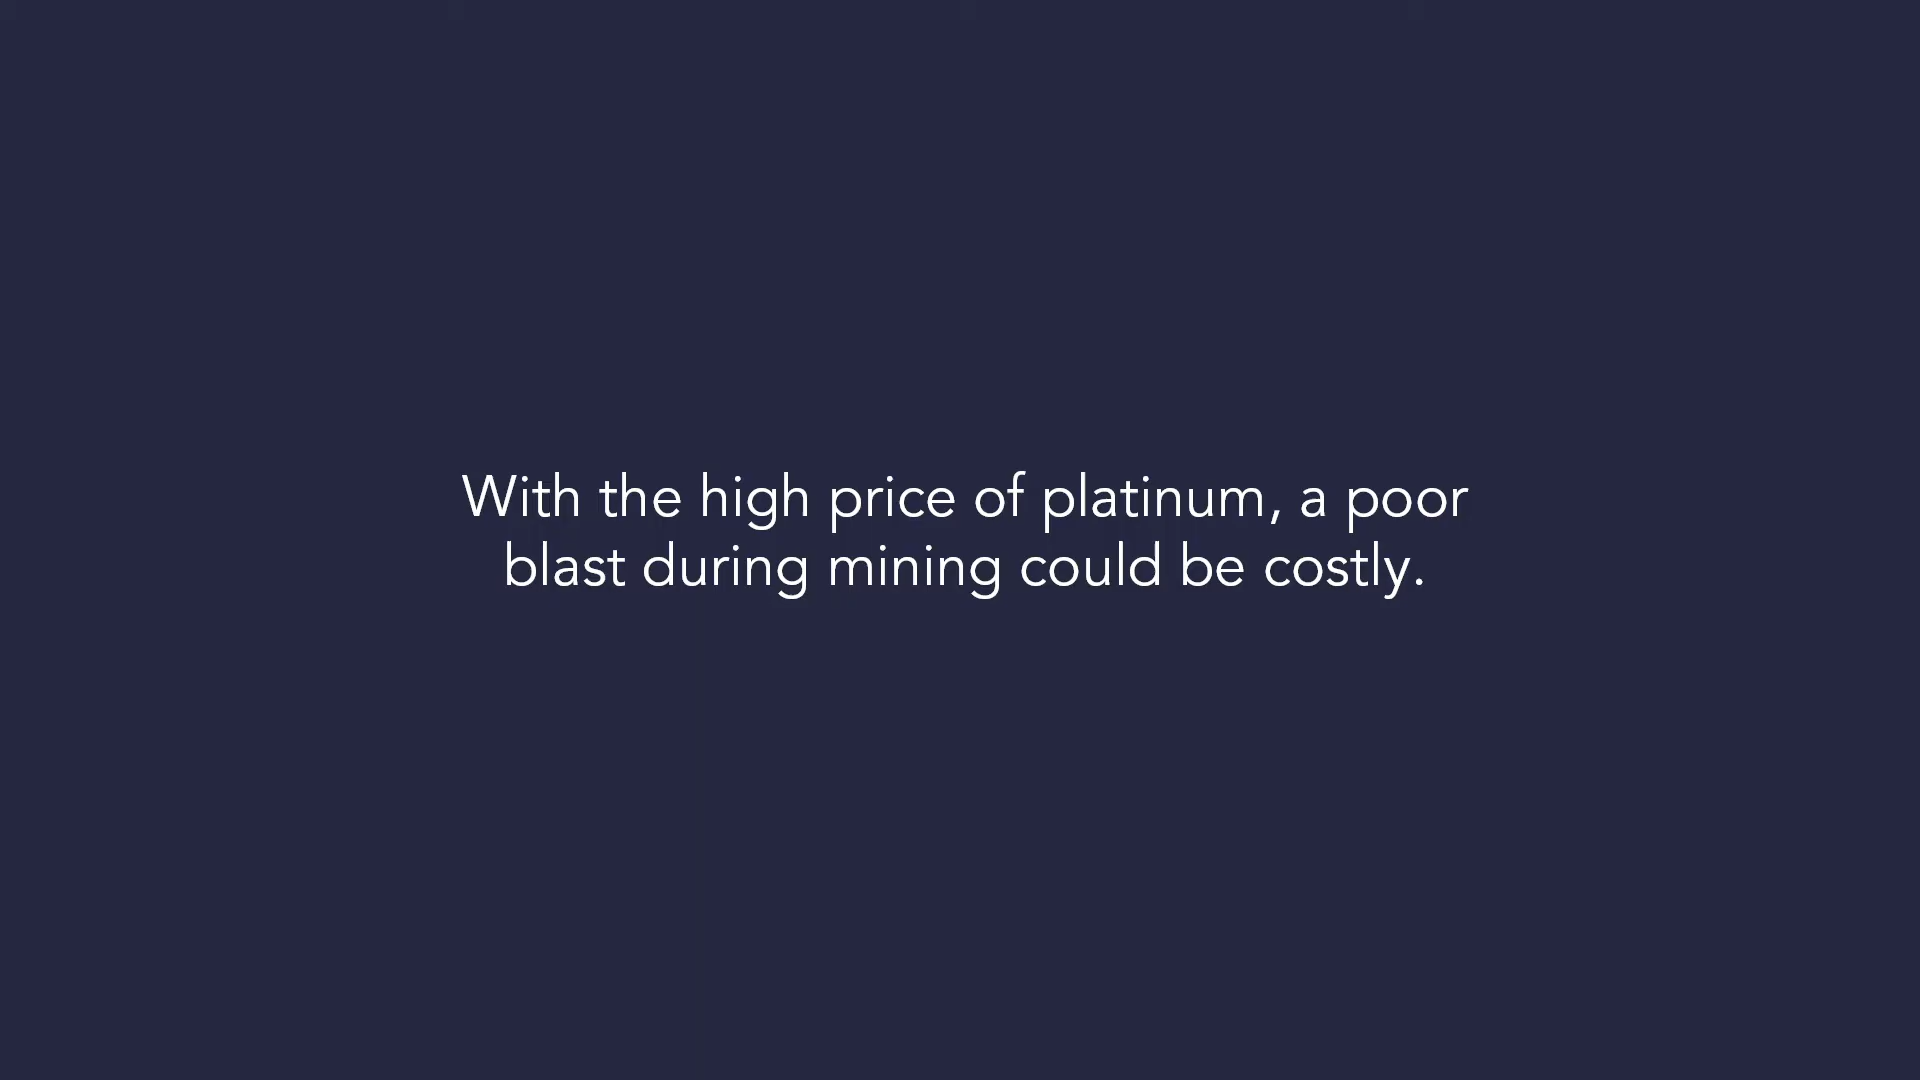 With the high price of platinum, a poor
blast during mining could be costly.